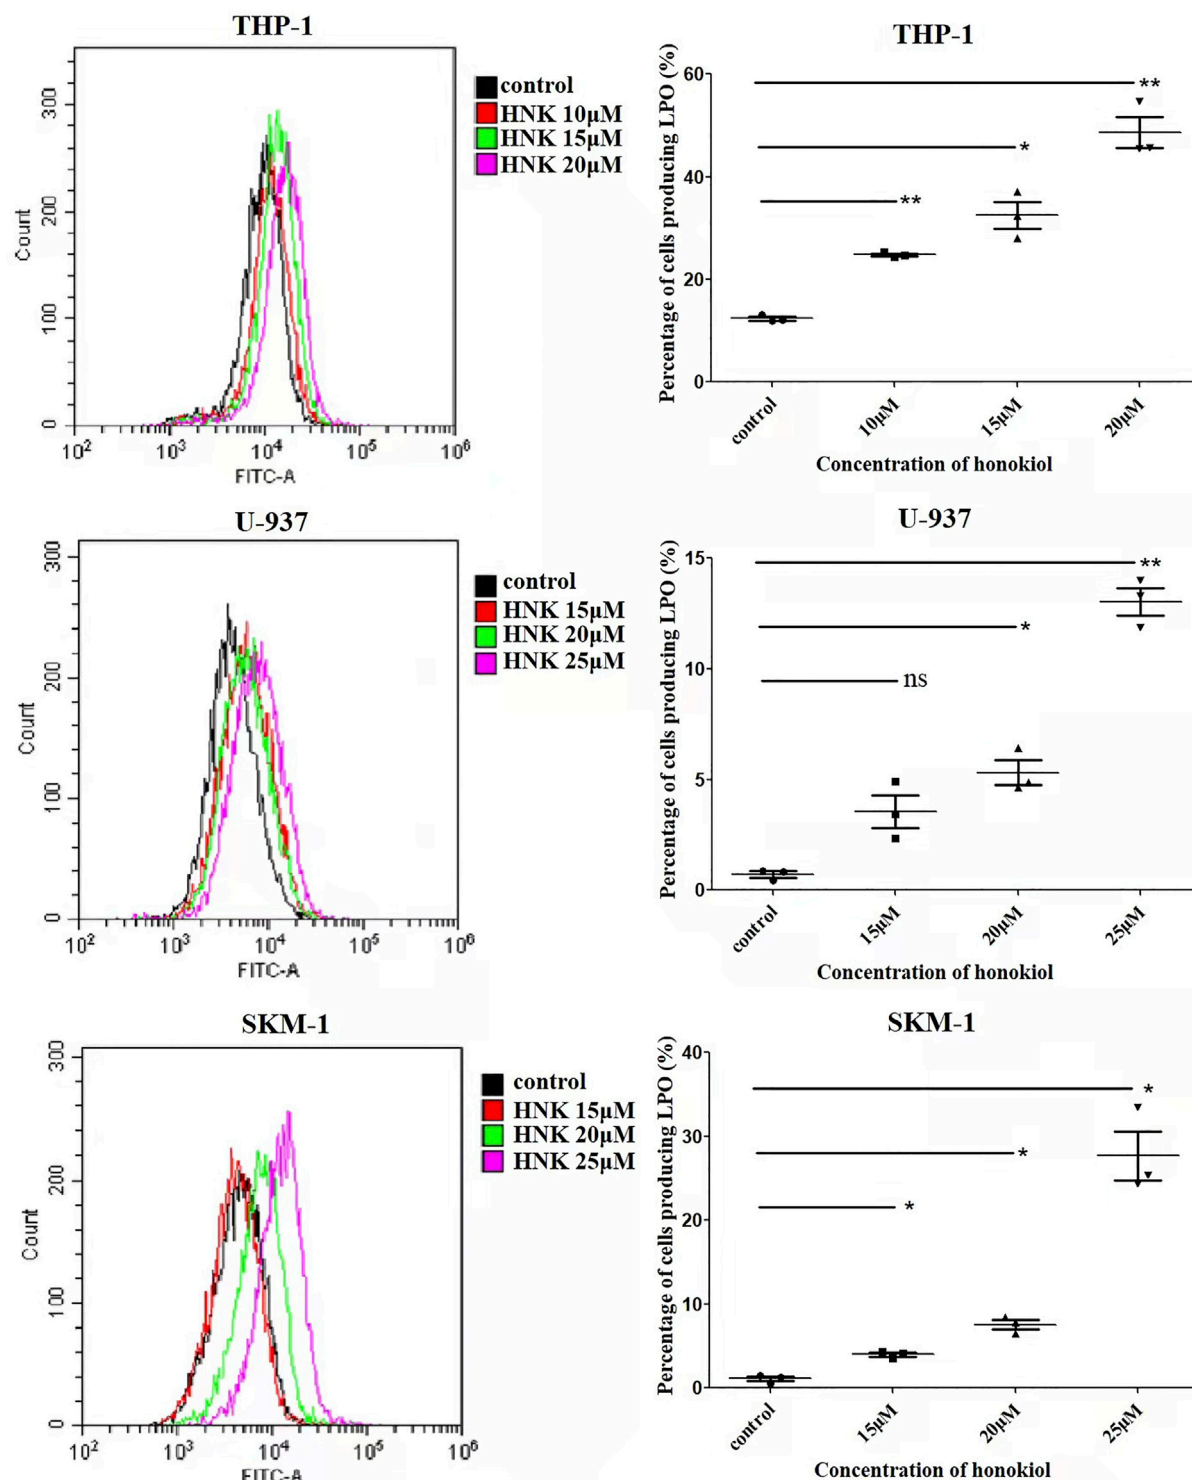 THP-1
300
200
100
0
Count
10² 10³ 10⁴ 10⁵ 10⁶
FITC-A
control
HNK 10μM
HNK 15μM
HNK 20μM
THP-1
Percentage of cells producing LPO (%)
60
40
20
0
**
*
**
control 10μM 15μM 20μM
Concentration of honokiol
U-937
300
200
100
0
Count
10² 10³ 10⁴ 10⁵ 10⁶
FITC-A
control
HNK 15μM
HNK 20μM
HNK 25μM
U-937
Percentage of cells producing LPO (%)
15
10
5
0
**
*
ns
control 15μM 20μM 25μM
Concentration of honokiol
SKM-1
300
200
100
0
Count
10² 10³ 10⁴ 10⁵ 10⁶
FITC-A
control
HNK 15μM
HNK 20μM
HNK 25μM
SKM-1
Percentage of cells producing LPO (%)
40
30
20
10
0
*
*
*
control 15μM 20μM 25μM
Concentration of honokiol